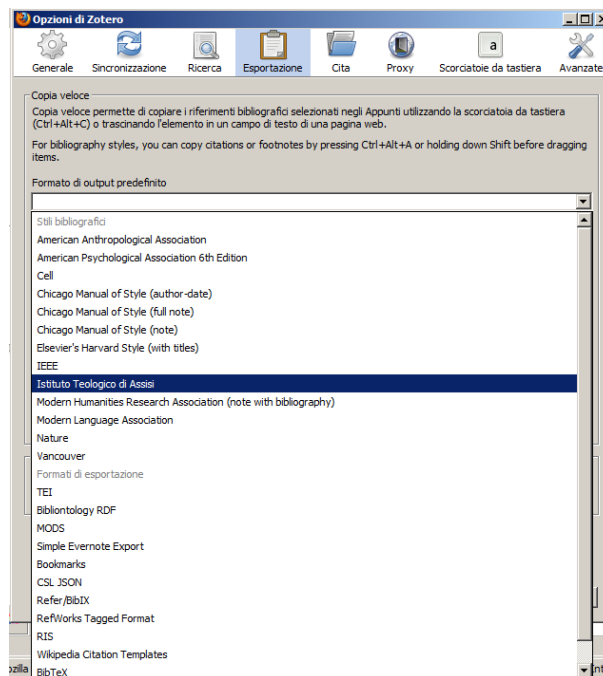 Opzioni di Zotero
Generale Sincronizzazione Ricerca Esportazione Cita Proxy Scorciatoie da tastiera Avanzate
a
Copia veloce
Copia veloce permette di copiare i riferimenti bibliografici selezionati negli Appunti utilizzando la scorciatoia da tastiera
(Ctrl+Alt+C) o trascinando l'elemento in un campo di testo di una pagina web.
For bibliography styles, you can copy citations or footnotes by pressing Ctrl+Alt+A or holding down Shift before dragging
items.
Formato di output predefinito
Stili bibliografici
American Anthropological Association
American Psychological Association 6th Edition
Cell
Chicago Manual of Style (author-date)
Chicago Manual of Style (full note)
Chicago Manual of Style (note)
Elsevier's Harvard Style (with titles)
IEEE
Istituto Teologico di Assisi
Modern Humanities Research Association (note with bibliography)
Modern Language Association
Nature
Vancouver
Formati di esportazione
TEI
Bibliontology RDF
MODS
Simple Evernote Export
Bookmarks
CSL JSON
Refer/BibIX
RefWorks Tagged Format
RIS
Wikipedia Citation Templates
BibTeX